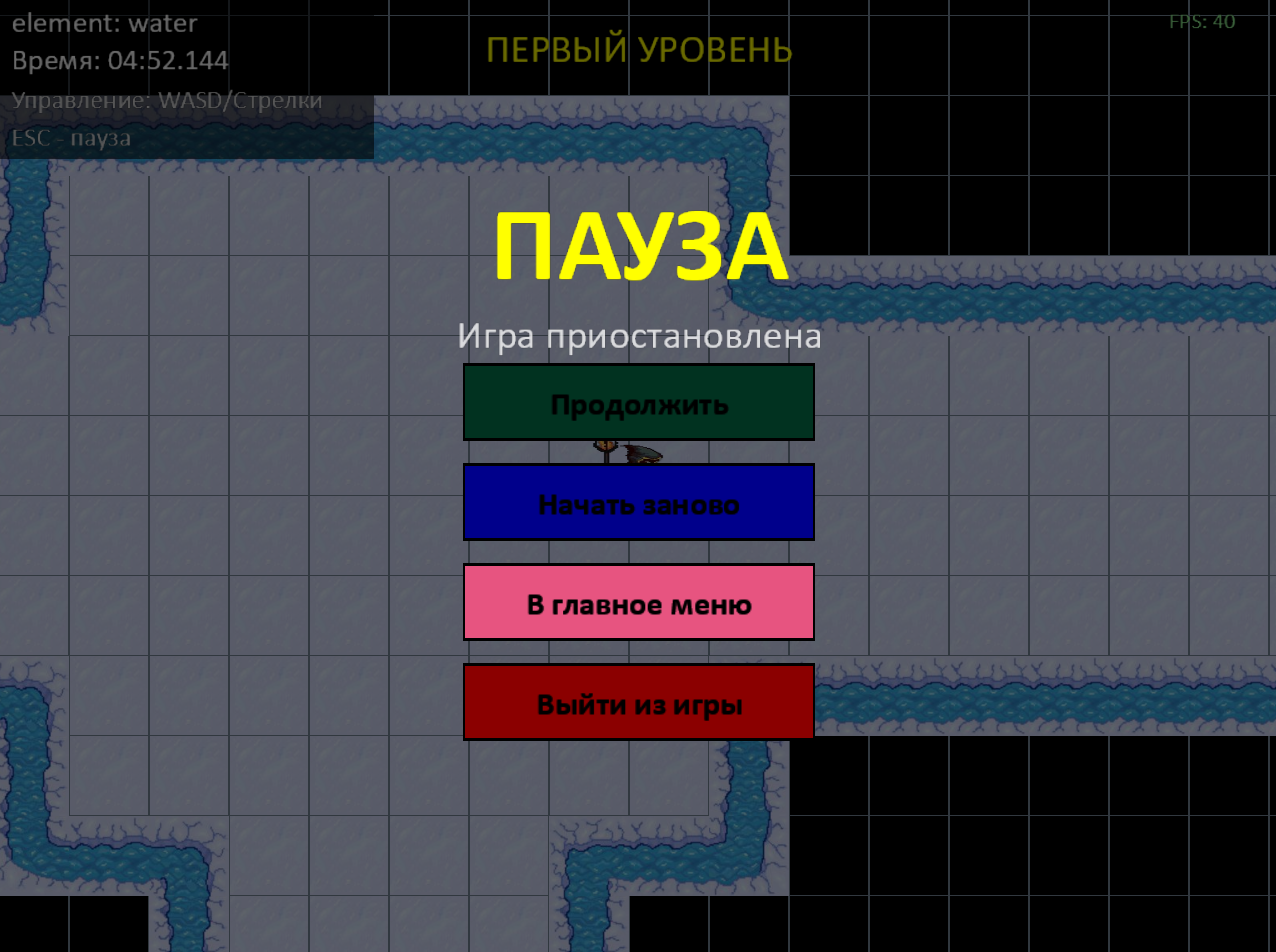 element: water
Время: 04:52.144
Управление: WASD/Стрелки
ESC - пауза
ПЕРВЫЙ УРОВЕНЬ
FPS: 40
ПАУЗА
Игра приостановлена
Продолжить
Начать заново
В главное меню
Выйти из игры